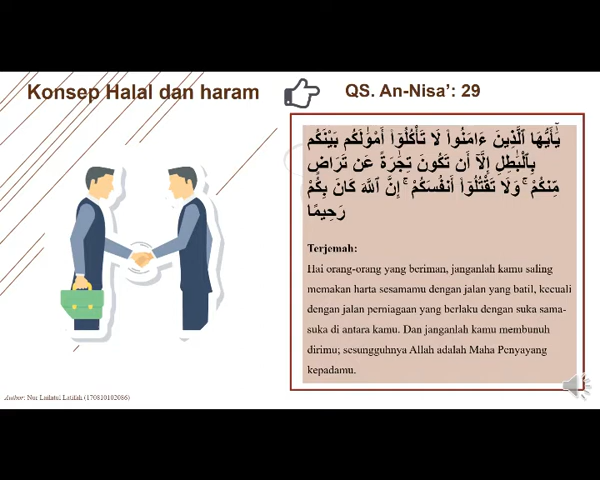 Konsep Halal dan haram
QS. An-Nisa’: 29
يَٰٓأَيُّهَا ٱلَّذِينَ ءَامَنُوا۟ لَا تَأْكُلُوٓا۟ أَمْوَٰلَكُم بَيْنَكُم
بِٱلْبَٰطِلِ إِلَّآ أَن تَكُونَ تِجَٰرَةً عَن تَرَاضٍ
مِّنكُمْ ۚ وَلَا تَقْتُلُوٓا۟ أَنفُسَكُمْ ۚ إِنَّ ٱللَّهَ كَانَ بِكُمْ
رَحِيمًا
Terjemah:
Hai orang-orang yang beriman, janganlah kamu saling
memakan harta sesamamu dengan jalan yang batil, kecuali
dengan jalan perniagaan yang berlaku dengan suka sama-
suka di antara kamu. Dan janganlah kamu membunuh
dirimu; sesungguhnya Allah adalah Maha Penyayang
kepadamu.
Author: Nur Lailatul Latifah (170810102086)